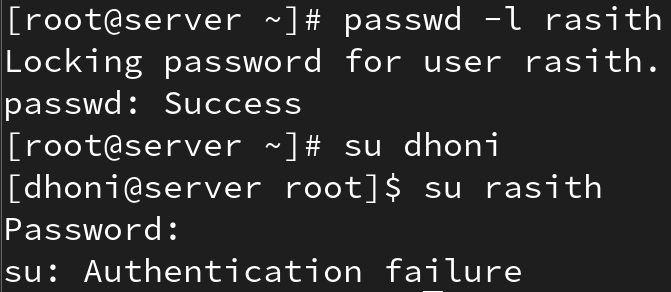 [root@server ~]# passwd -l rasith
Locking password for user rasith.
passwd: Success
[root@server ~]# su dhoni
[dhoni@server root]$ su rasith
Password:
su: Authentication failure